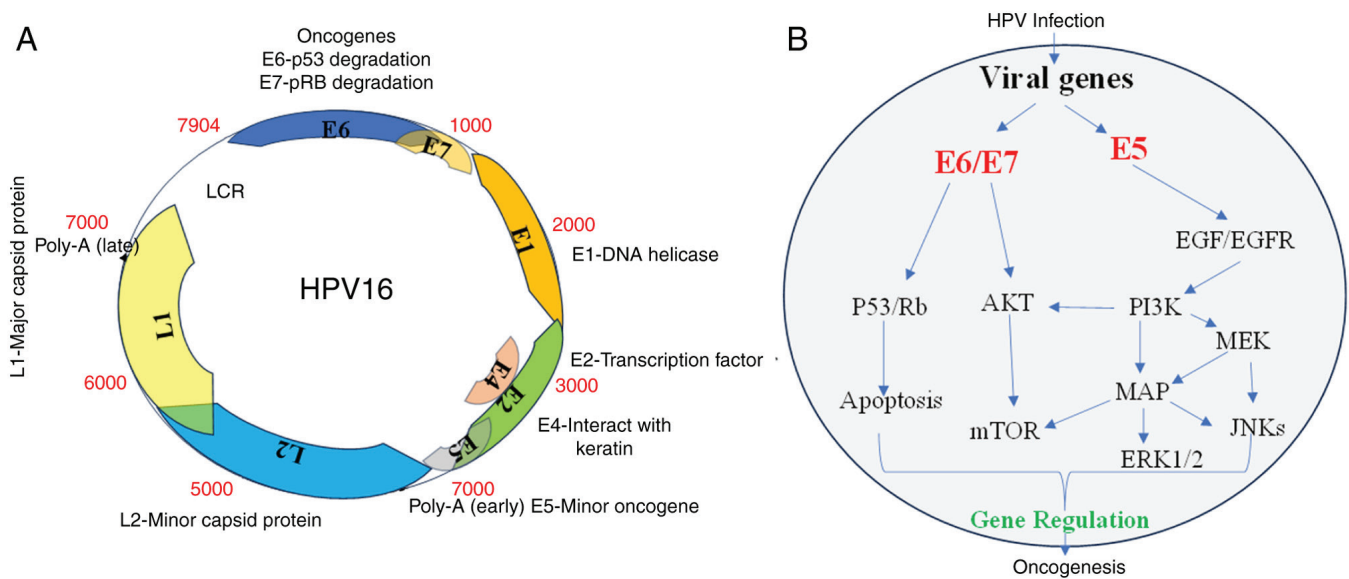 A
Oncogenes
E6-p53 degradation
E7-pRB degradation
7904
E6
E7
1000
LCR
E1
2000
E1-DNA helicase
7000
Poly-A (late)
L1-Major capsid protein
HPV16
L1
E2-Transcription factor
E4
3000
E2
6000
E4-Interact with
keratin
E5
L2
5000
7000
Poly-A (early) E5-Minor oncogene
L2-Minor capsid protein
B
HPV Infection
Viral genes
E6/E7
E5
EGF/EGFR
P53/Rb
AKT
PI3K
MEK
Apoptosis
MAP
mTOR
JNKs
ERK1/2
Gene Regulation
Oncogenesis